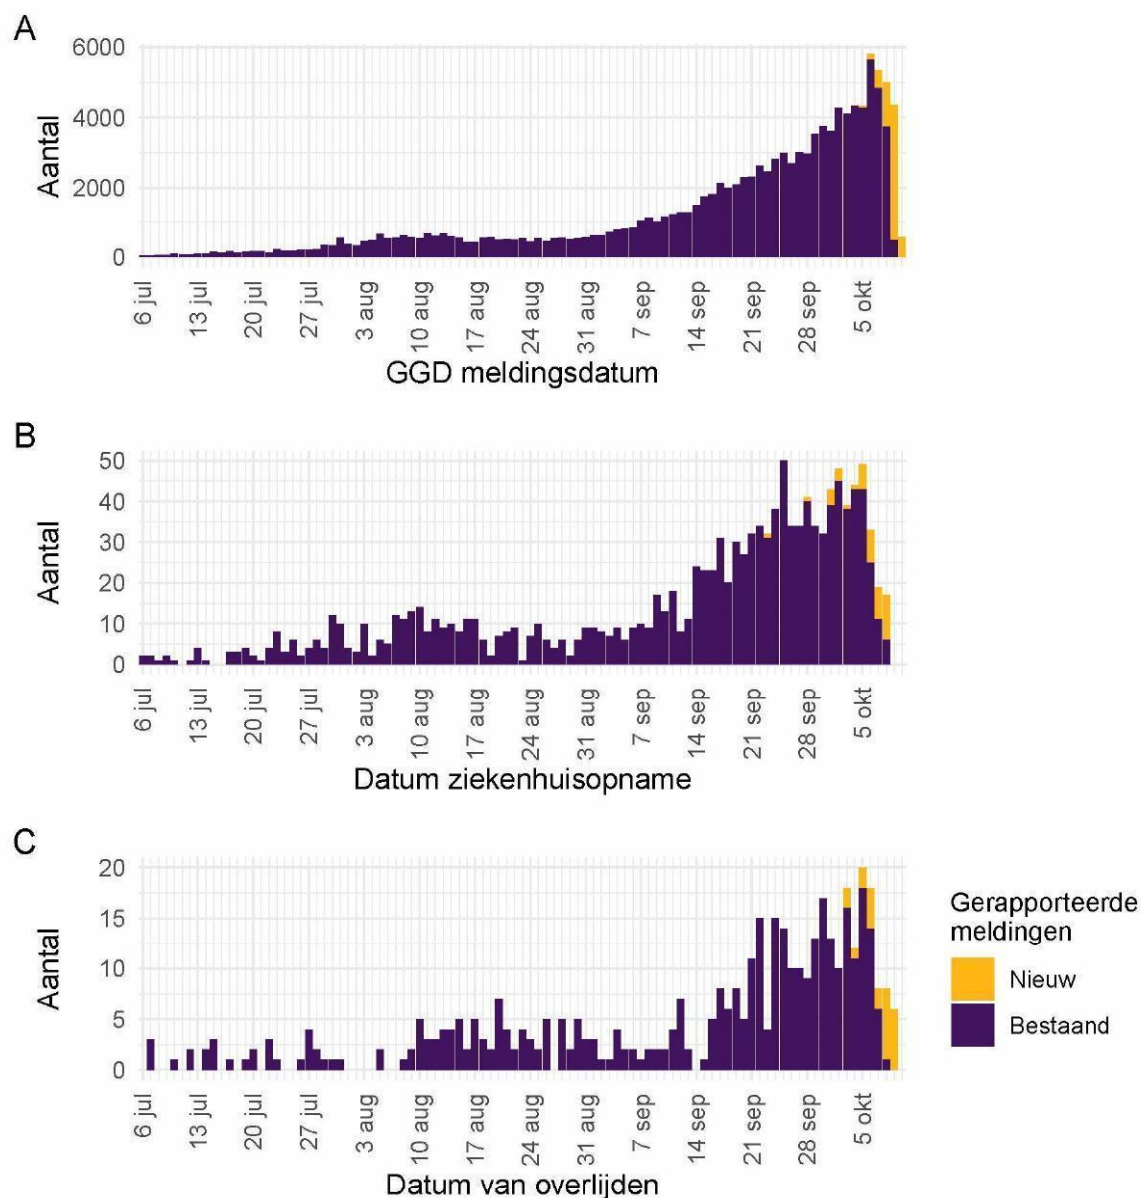 A
6000
4000
2000
0
Aantal
6 jul
13 jul
20 jul
27 jul
3 aug
10 aug
17 aug
24 aug
31 aug
7 sep
14 sep
21 sep
28 sep
5 okt
GGD meldingsdatum
B
50
40
30
20
10
0
Aantal
6 jul
13 jul
20 jul
27 jul
3 aug
10 aug
17 aug
24 aug
31 aug
7 sep
14 sep
21 sep
28 sep
5 okt
Datum ziekenhuisopname
C
20
15
10
5
0
Aantal
6 jul
13 jul
20 jul
27 jul
3 aug
10 aug
17 aug
24 aug
31 aug
7 sep
14 sep
21 sep
28 sep
5 okt
Datum van overlijden
Gerapporteerde
meldingen
Nieuw
Bestaand